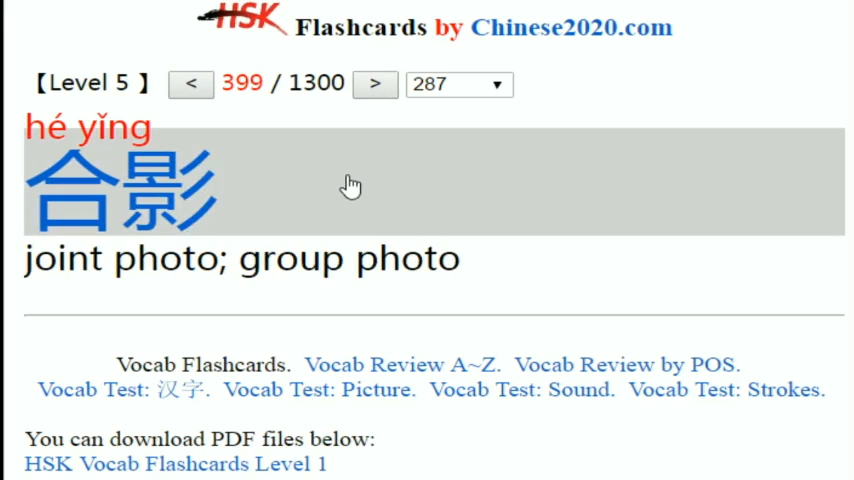 HSK Flashcards by Chinese2020.com
【Level 5 】 < 399 / 1300 > 287
hé yǐng
合影
joint photo; group photo
Vocab Flashcards. Vocab Review A~Z. Vocab Review by POS.
Vocab Test: 汉字. Vocab Test: Picture. Vocab Test: Sound. Vocab Test: Strokes.
You can download PDF files below:
HSK Vocab Flashcards Level 1